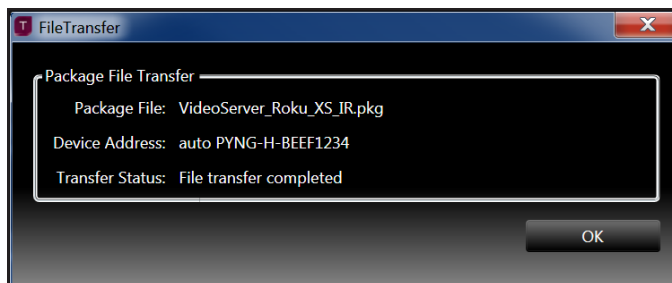 T FileTransfer
Package File Transfer
Package File: VideoServer_Roku_XS_IR.pkg
Device Address: auto PYNG-H-BEEF1234
Transfer Status: File transfer completed
OK